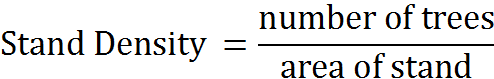 Stand Density = number of trees / area of stand